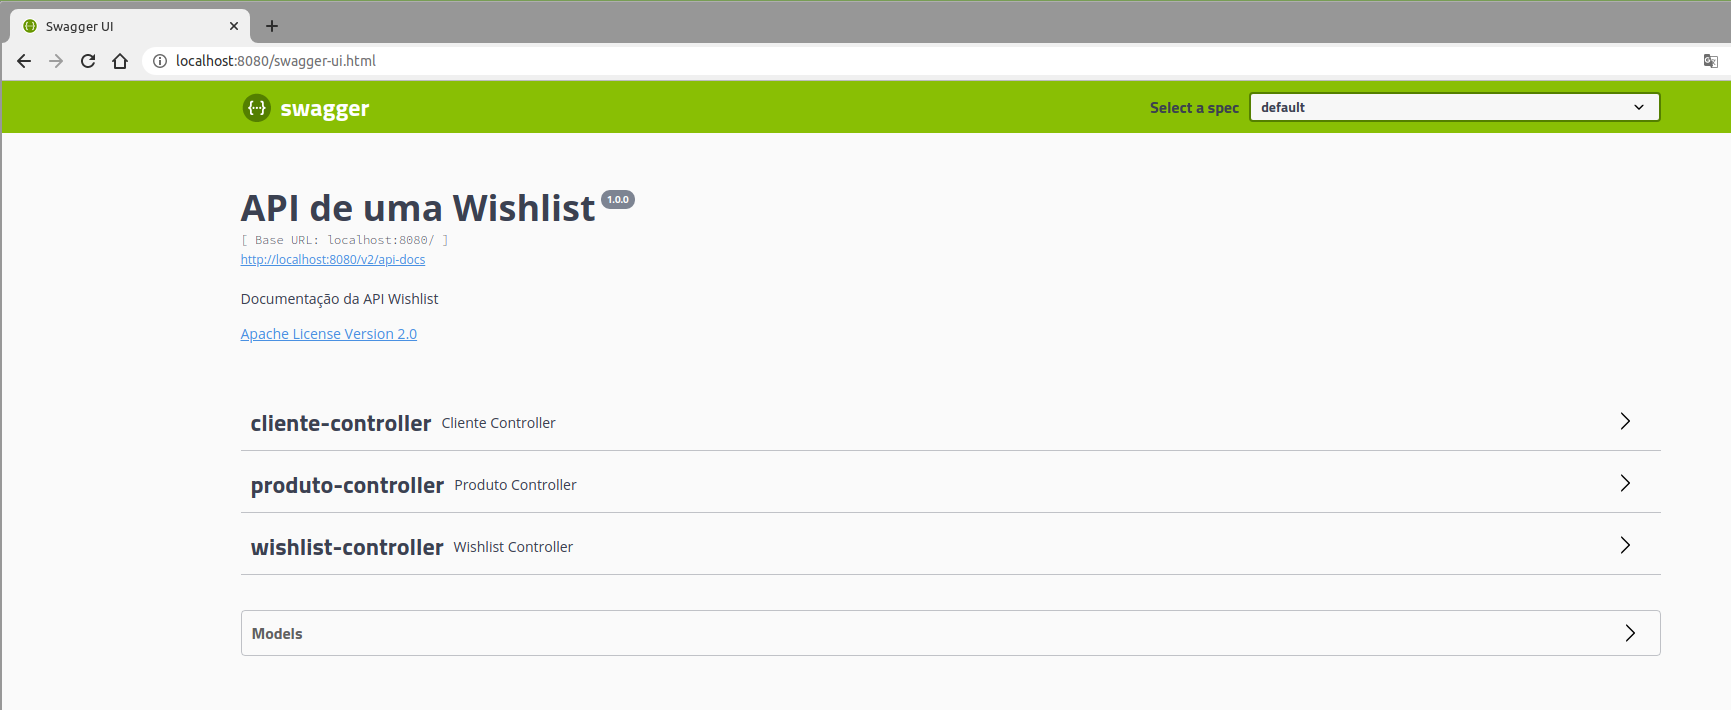 Swagger UI
localhost:8080/swagger-ui.html
swagger
Select a spec default
API de uma Wishlist 1.0.0
[ Base URL: localhost:8080/ ]
http://localhost:8080/v2/api-docs
Documentação da API Wishlist
Apache License Version 2.0
cliente-controller Cliente Controller
produto-controller Produto Controller
wishlist-controller Wishlist Controller
Models